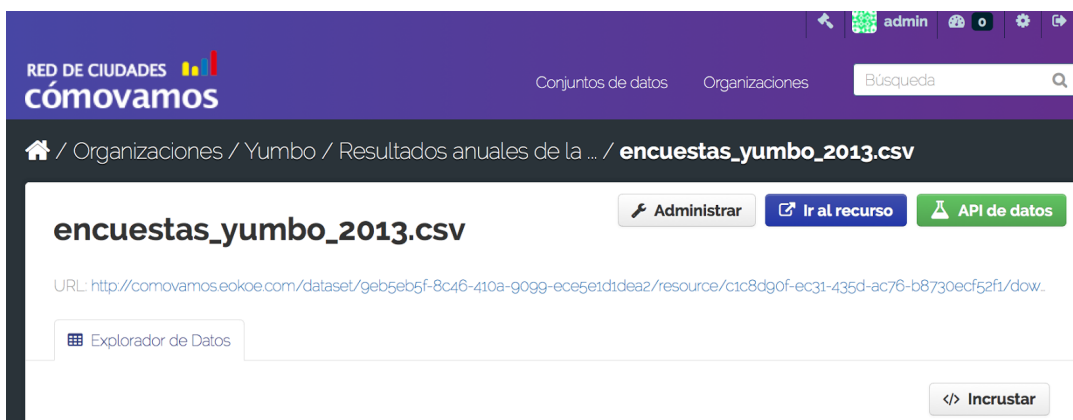 admin 0
RED DE CIUDADES
cómovamos
Conjuntos de datos Organizaciones Búsqueda
/ Organizaciones / Yumbo / Resultados anuales de la ... / encuestas_yumbo_2013.csv
Administrar Ir al recurso API de datos
encuestas_yumbo_2013.csv
URL: http://comovamos.eokoe.com/dataset/9eb5eb5f-8c46-410a-9099-ece5e1d1dea2/resource/c1c8d90f-ec31-435d-ac76-b8730ecf52f1/dow..
Explorador de Datos
</> Incrustar